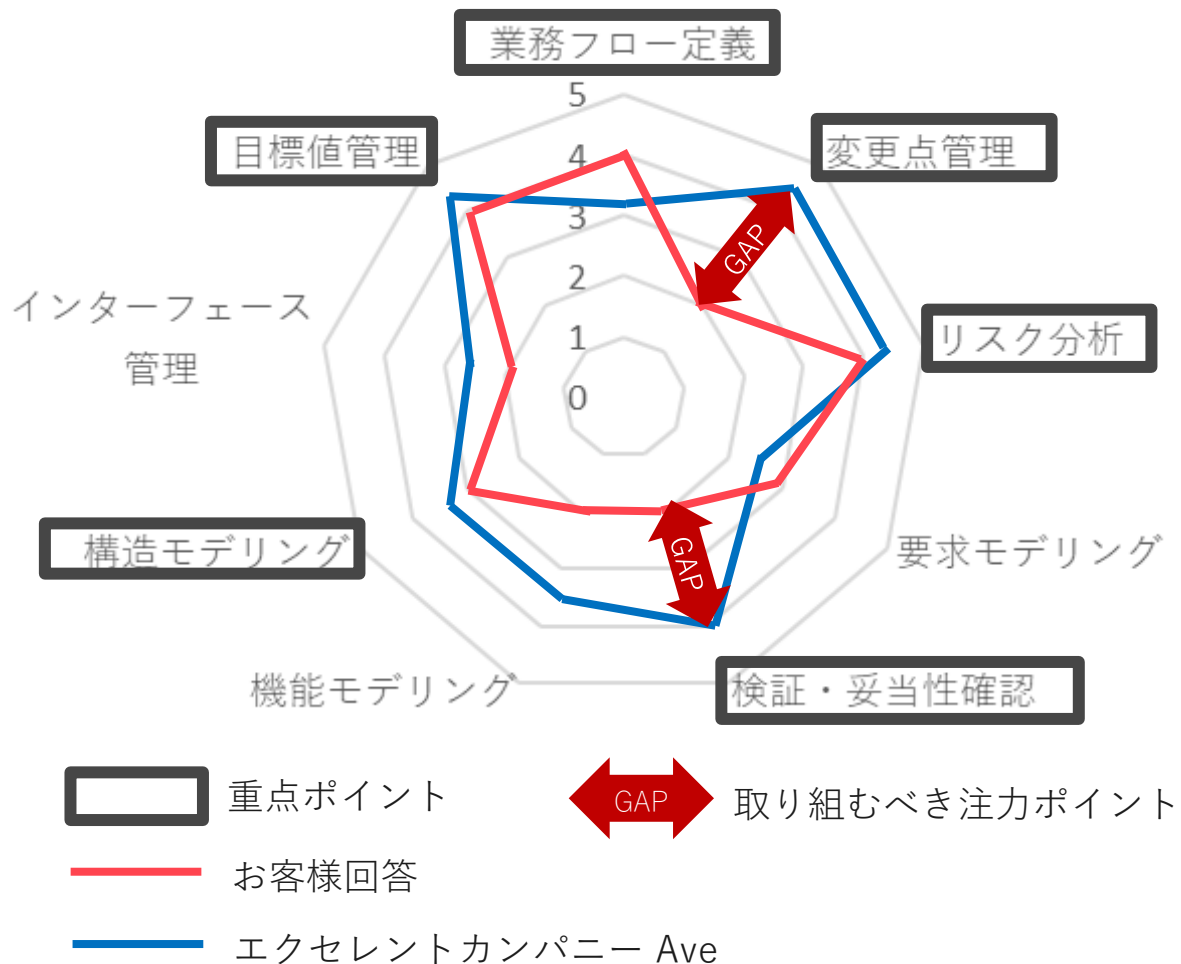 業務フロー定義
目標値管理
変更点管理
インターフェース
管理
リスク分析
構造モデリング
要求モデリング
機能モデリング
検証・妥当性確認
5
4
3
2
1
0
GAP
GAP
重点ポイント
GAP
取り組むべき注力ポイント
お客様回答
エクセレントカンパニー Ave